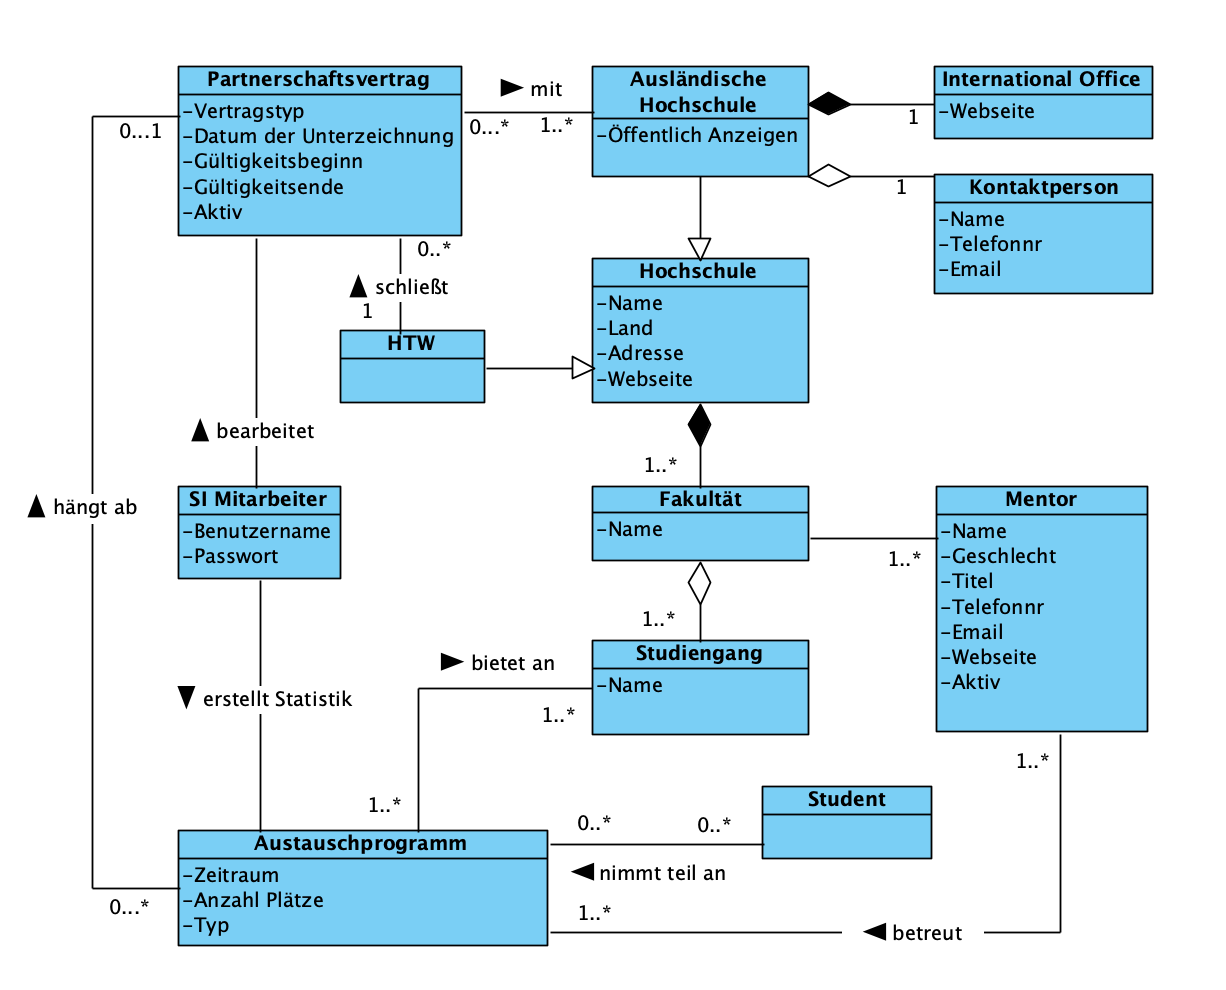 Partnerschaftsvertrag
-Vertragstyp
-Datum der Unterzeichnung
-Gültigkeitsbeginn
-Gültigkeitsende
-Aktiv
mit
0...*
1..*
Ausländische
Hochschule
-Öffentlich Anzeigen
1
International Office
-Webseite
1
Kontaktperson
-Name
-Telefonnr
-Email
0...1
0..*
schließt
1
HTW
Hochschule
-Name
-Land
-Adresse
-Webseite
bearbeitet
1..*
hängt ab
SI Mitarbeiter
-Benutzername
-Passwort
Fakultät
-Name
1..*
Mentor
-Name
-Geschlecht
-Titel
-Telefonnr
-Email
-Webseite
-Aktiv
1..*
bietet an
1..*
Studiengang
-Name
erstellt Statistik
1..*
1..*
Student
0..*
0..*
nimmt teil an
Austauschprogramm
-Zeitraum
-Anzahl Plätze
-Typ
0...*
1..*
betreut